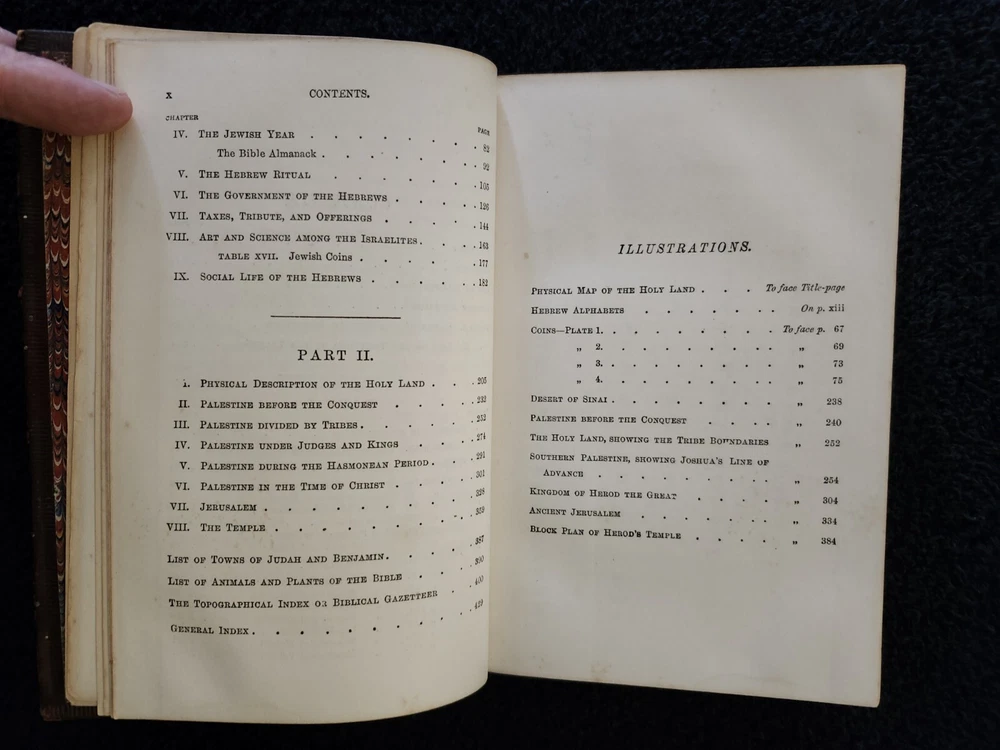 x CONTENTS.
CHAPTER PAGE
IV. THE JEWISH YEAR . . . . . . . 82
The Bible Almanack . . . . . . . 92
V. THE HEBREW RITUAL . . . . . . 105
VI. THE GOVERNMENT OF THE HEBREWS . . . . 126
VII. TAXES, TRIBUTE, AND OFFERINGS . . . . 144
VIII. ART AND SCIENCE AMONG THE ISRAELITES . . . 163
TABLE XVII. Jewish Coins . . . . . 177
IX. SOCIAL LIFE OF THE HEBREWS . . . . . 182
PART II.
I. PHYSICAL DESCRIPTION OF THE HOLY LAND . . . 205
II. PALESTINE BEFORE THE CONQUEST . . . . 232
III. PALESTINE DIVIDED BY TRIBES . . . . . 252
IV. PALESTINE UNDER JUDGES AND KINGS . . . 274
V. PALESTINE DURING THE HASMONEAN PERIOD . . . 291
VI. PALESTINE IN THE TIME OF CHRIST . . . . 301
VII. JERUSALEM . . . . . . . . 328
VIII. THE TEMPLE . . . . . . . . 359
LIST OF TOWNS OF JUDAH AND BENJAMIN . . . . 387
LIST OF ANIMALS AND PLANTS OF THE BIBLE . . . 390
THE TOPOGRAPHICAL INDEX OR BIBLICAL GAZETTEER . . 400
GENERAL INDEX . . . . . . . . 429
ILLUSTRATIONS.
PHYSICAL MAP OF THE HOLY LAND . . . To face Title-page
HEBREW ALPHABETS . . . . . . On p. xiii
COINS—PLATE 1. . . . . . . . To face p. 67
„ 2. . . . . . . . „ 69
„ 3. . . . . . . . „ 73
„ 4. . . . . . . . „ 75
DESERT OF SINAI . . . . . . . „ 238
PALESTINE BEFORE THE CONQUEST . . . . „ 240
THE HOLY LAND, SHOWING THE TRIBE BOUNDARIES „ 252
SOUTHERN PALESTINE, SHOWING JOSHUA'S LINE OF
ADVANCE . . . . . . . . „ 254
KINGDOM OF HEROD THE GREAT . . . . „ 304
ANCIENT JERUSALEM . . . . . . „ 334
BLOCK PLAN OF HEROD'S TEMPLE . . . . „ 384